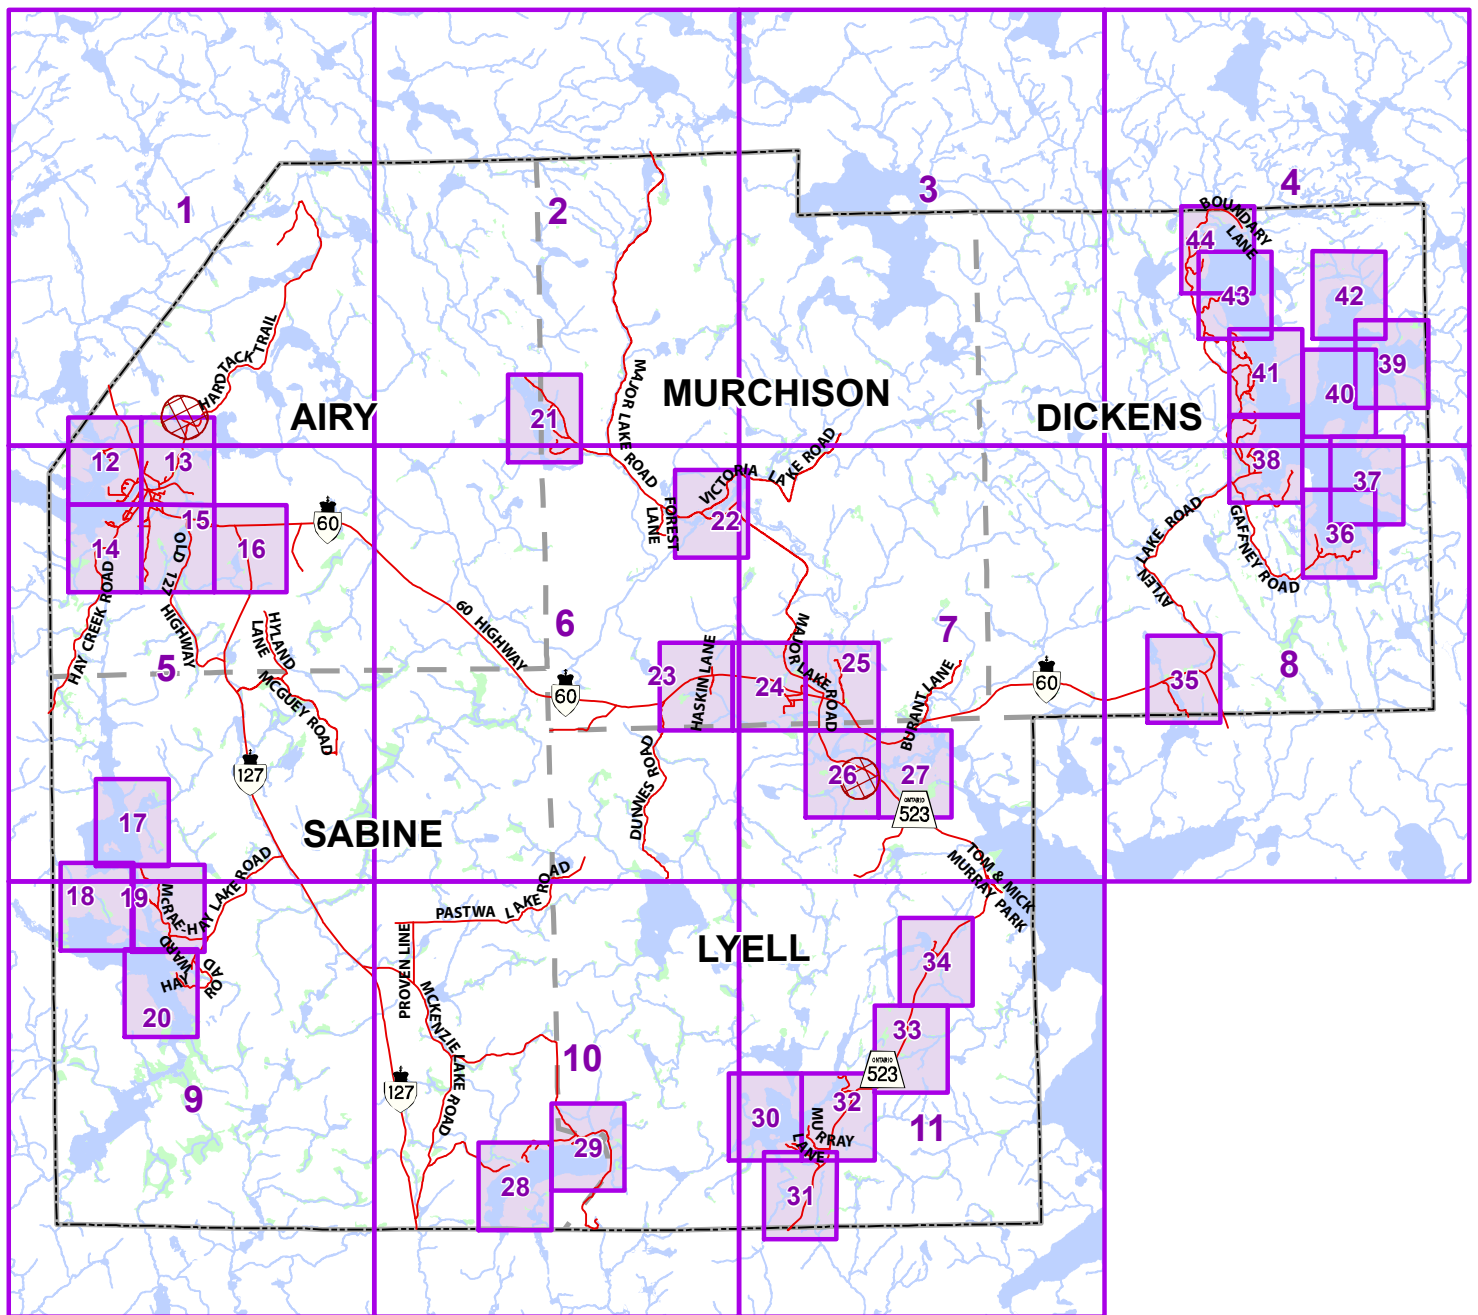 1
2
3
4
BOUNDARY
LANE
44
43
42
41
40
39
HARDTACK TRAIL
AIRY
MAJOR LAKE ROAD
MURCHISON
DICKENS
21
12
13
38
37
36
VICTORIA
LAKE ROAD
FOREST
LANE
22
14
15
16
60
OLD 127
HIGHWAY
HAY CREEK ROAD
HYLAND
LANE
MCGUEY ROAD
5
6
60 HIGHWAY
60
23
HASKIN LANE
24
MAJOR LAKE ROAD
25
7
BURANT LANE
60
AYLEN
LAKE ROAD
GAFFNEY ROAD
35
8
127
DUNNES ROAD
26
27
ONTARIO
523
17
SABINE
18
19
McRAE-HAY LAKE ROAD
HAY
WARD
ROAD
20
TOM & MICK
MURRAY PARK
PASTWA LAKE ROAD
PROVEN LINE
LYELL
34
33
MCKENZIE LAKE ROAD
9
127
10
ONTARIO
523
30
32
MURRAY
LANE
11
28
29
31